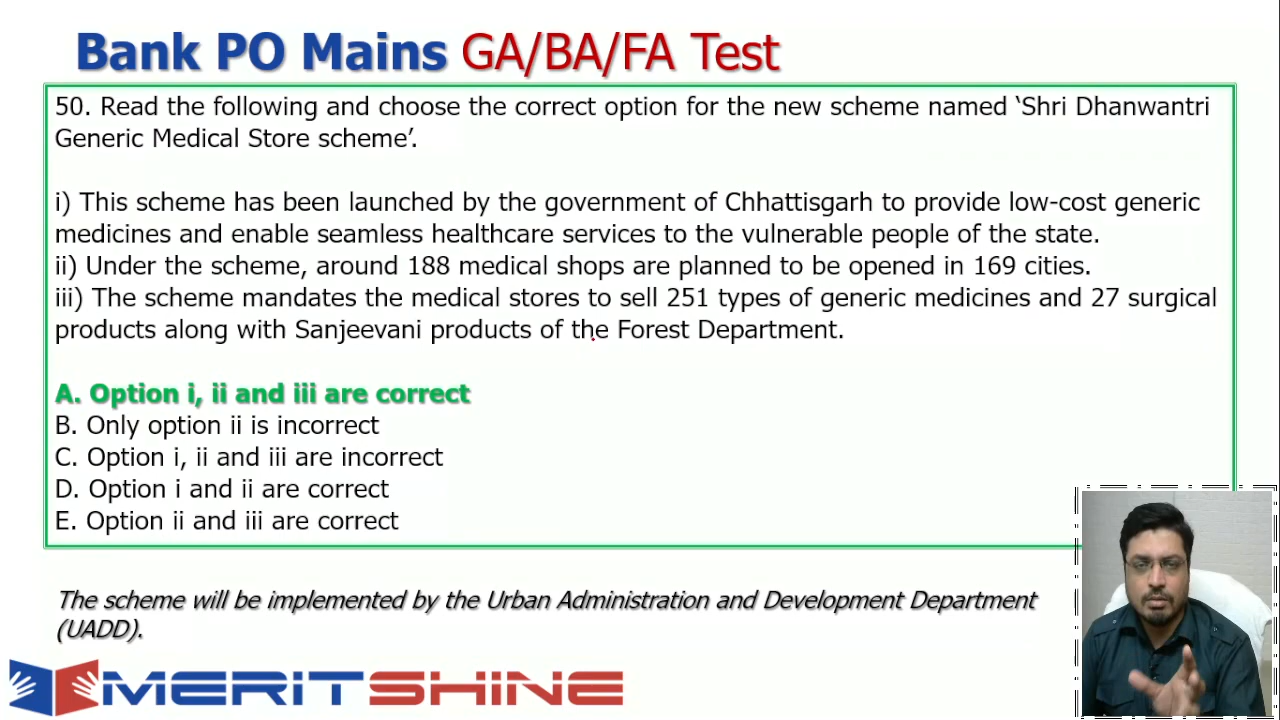 Bank PO Mains GA/BA/FA Test
50. Read the following and choose the correct option for the new scheme named ‘Shri Dhanwantri
Generic Medical Store scheme’.
i) This scheme has been launched by the government of Chhattisgarh to provide low-cost generic
medicines and enable seamless healthcare services to the vulnerable people of the state.
ii) Under the scheme, around 188 medical shops are planned to be opened in 169 cities.
iii) The scheme mandates the medical stores to sell 251 types of generic medicines and 27 surgical
products along with Sanjeevani products of the Forest Department.
A. Option i, ii and iii are correct
B. Only option ii is incorrect
C. Option i, ii and iii are incorrect
D. Option i and ii are correct
E. Option ii and iii are correct
The scheme will be implemented by the Urban Administration and Development Department
(UADD).
MERITSHINE